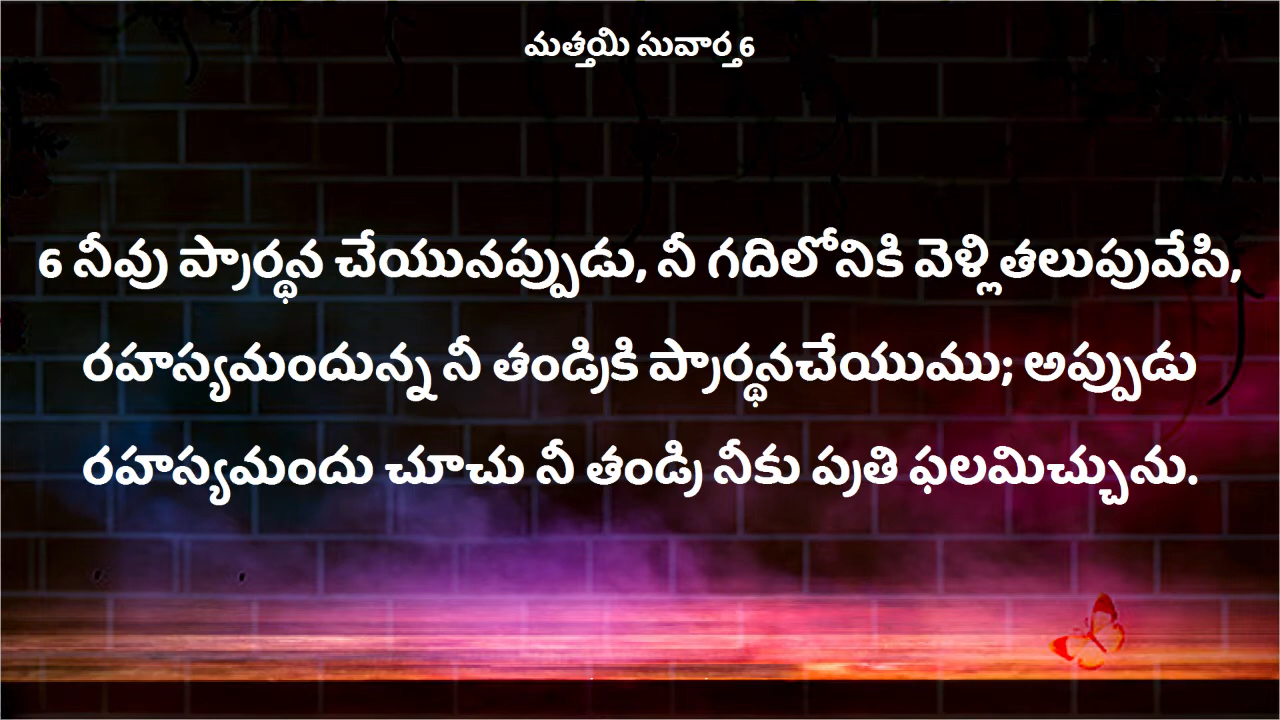 మత్తయి సువార్త 6
6 నీవు ప్రార్థన చేయునప్పుడు, నీ గదిలోనికి వెళ్లి తలుపువేసి,
రహస్యమందున్న నీ తండ్రికి ప్రార్థనచేయుము; అప్పుడు
రహస్యమందు చూచు నీ తండ్రి నీకు ప్రతి ఫలమిచ్చును.